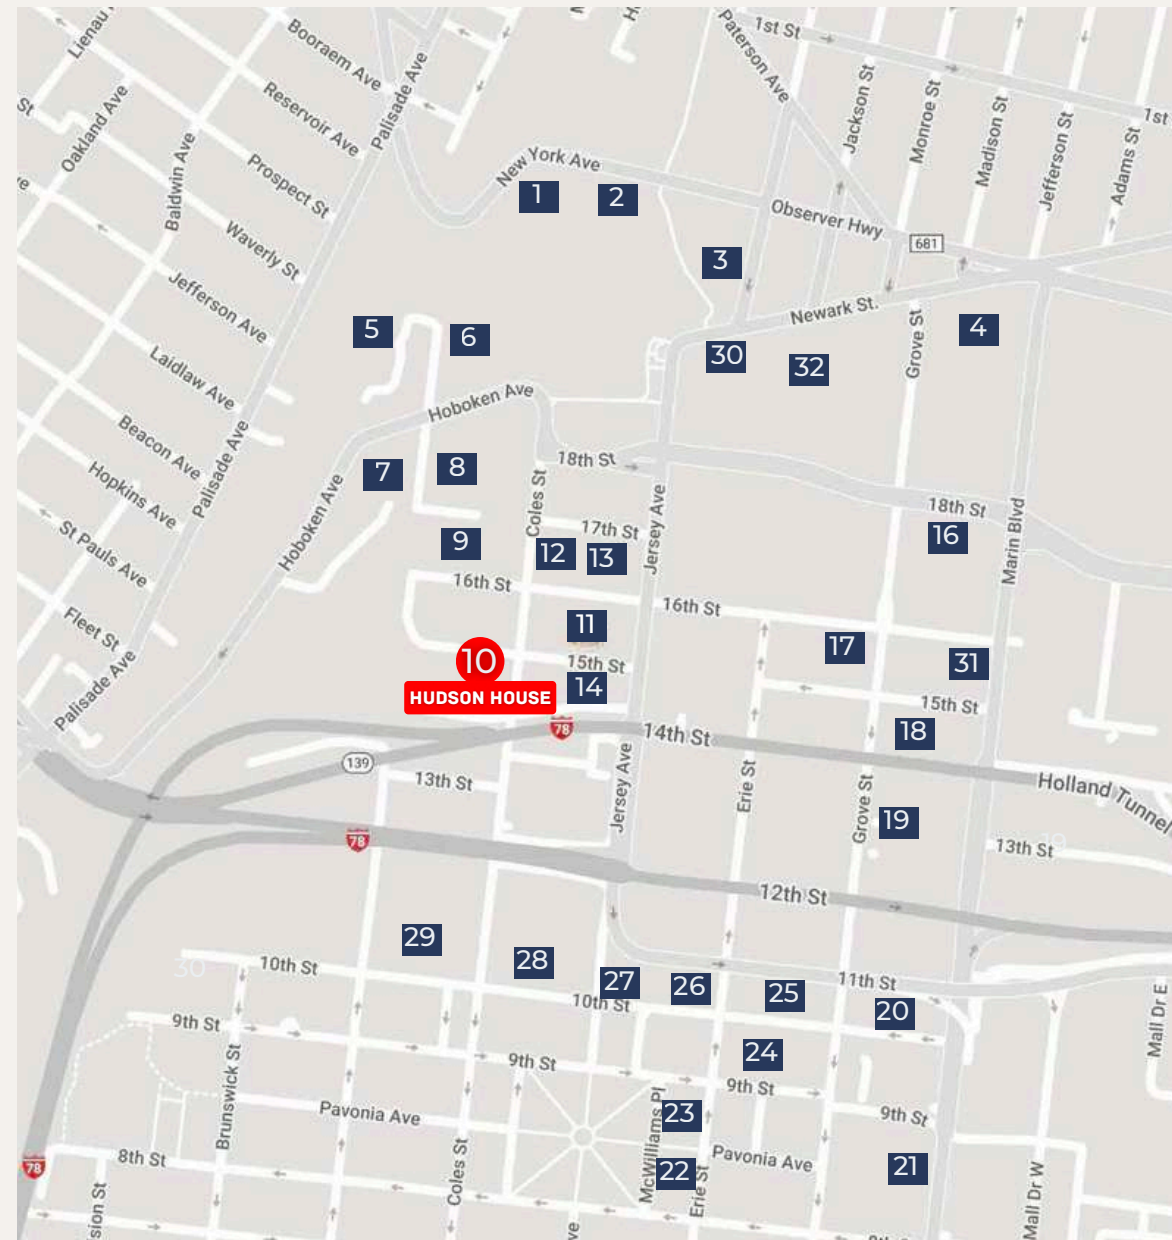 Lienau
Booraem Ave
Palisade Ave
Paterson Ave
1st St
1st
St
Oakland Ave
Reservoir Ave
Baldwin Ave
Prospect St
Waverly St
Jefferson Ave
Laidlaw Ave
Beacon Ave
Hopkins Ave
St Pauls Ave
Fleet St
Palisade Ave
Palisade Ave
New York Ave
1
2
Jackson St
Monroe St
Madison St
Jefferson St
Adams St
Observer Hwy
681
3
Newark St.
4
5
6
30
32
Grove St
Hoboken Ave
Hoboken Ave
7
8
18th St
Coles St
Jersey Ave
17th St
9
12
13
18th St
16
Marin Blvd
16th St
16th St
11
10
HUDSON HOUSE
15th St
14
17
31
15th St
18
78
14th St
139
13th St
Jersey Ave
Erie St
Grove St
19
Holland Tunnel
19
13th St
78
12th St
29
28
30
10th St
27
10th St
26
25
11th St
20
9th St
9th St
24
9th St
9th St
Brunswick St
Pavonia Ave
McWilliams Pl
23
Pavonia Ave
22
21
Erie St
Coles St
78
8th St
sion St
ve
Mall Dr W
Mall Dr E